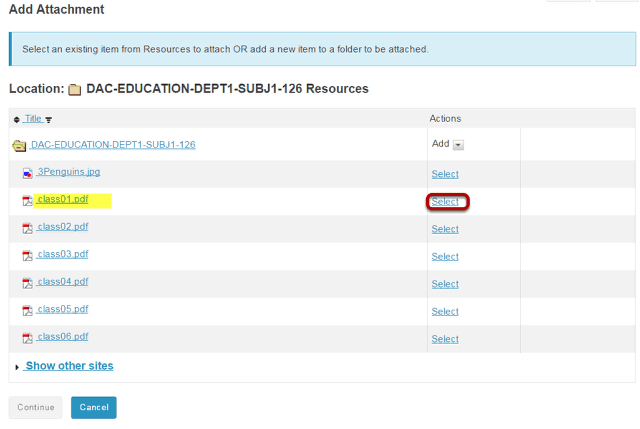 Add Attachment
Select an existing item from Resources to attach OR add a new item to a folder to be attached.
Location: DAC-EDUCATION-DEPT1-SUBJ1-126 Resources
Title Actions
DAC-EDUCATION-DEPT1-SUBJ1-126 Add
3Penguins.jpg Select
class01.pdf Select
class02.pdf Select
class03.pdf Select
class04.pdf Select
class05.pdf Select
class06.pdf Select
Show other sites
Continue Cancel